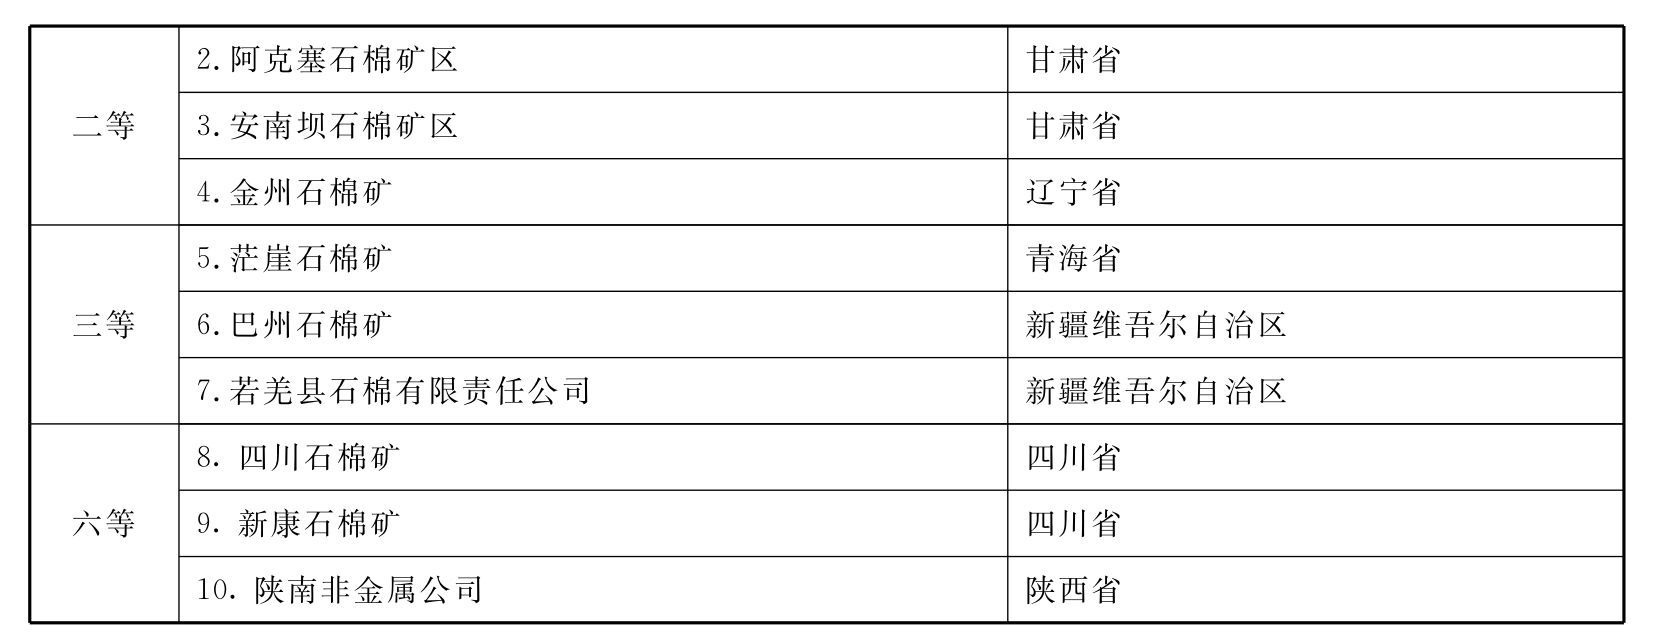 二等
2.阿克塞石棉矿区 甘肃省
3.安南坝石棉矿区 甘肃省
4.金州石棉矿 辽宁省
三等
5.茫崖石棉矿 青海省
6.巴州石棉矿 新疆维吾尔自治区
7.若羌县石棉有限责任公司 新疆维吾尔自治区
六等
8. 四川石棉矿 四川省
9. 新康石棉矿 四川省
10. 陕南非金属公司 陕西省